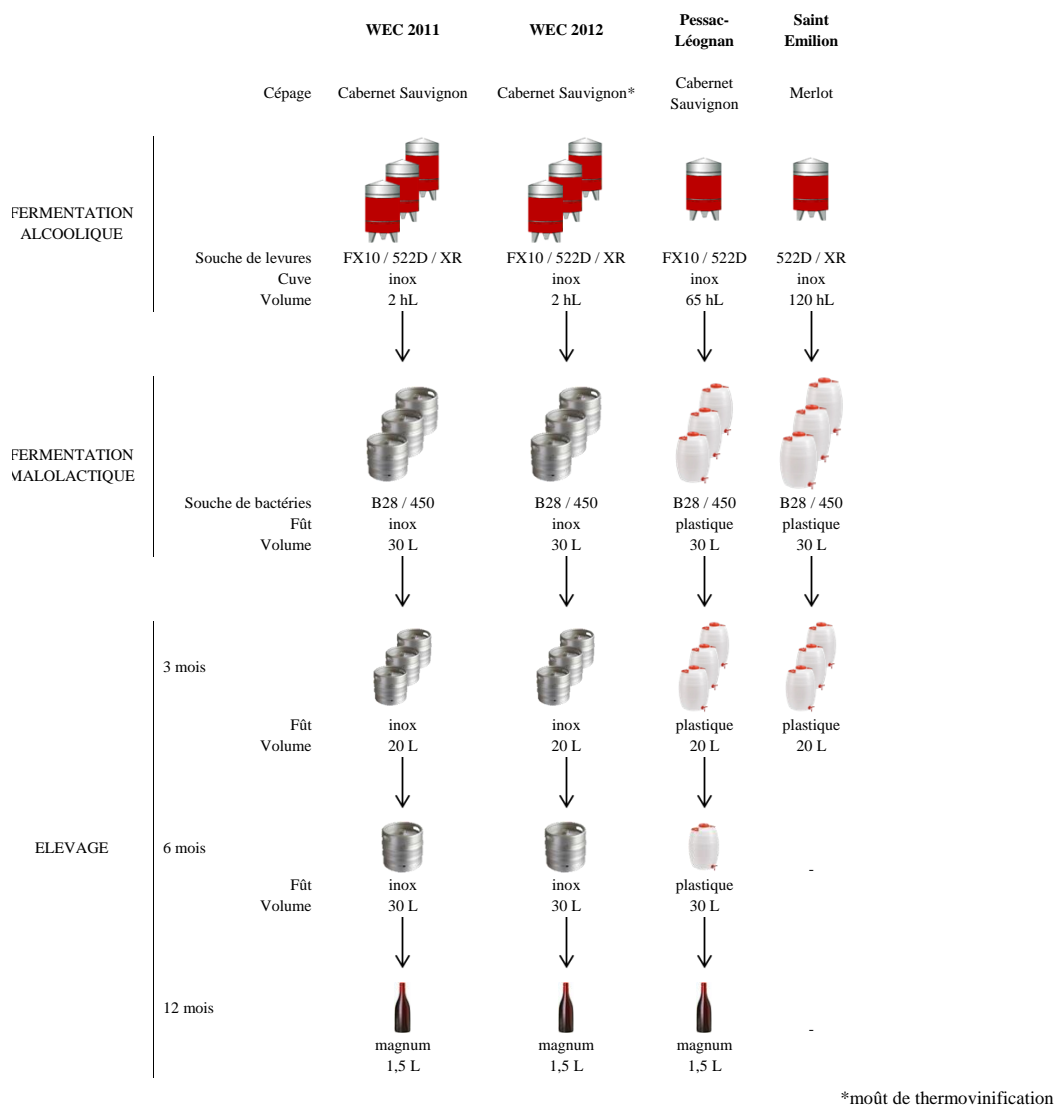 WEC 2011 WEC 2012 Pessac-Léognan Saint Emilion
Cépage Cabernet Sauvignon Cabernet Sauvignon* Cabernet Sauvignon Merlot
FERMENTATION
ALCOOLIQUE
Souche de levures FX10 / 522D / XR FX10 / 522D / XR FX10 / 522D 522D / XR
Cuve inox inox inox inox
Volume 2 hL 2 hL 65 hL 120 hL
FERMENTATION
MALOLACTIQUE
Souche de bactéries B28 / 450 B28 / 450 B28 / 450 B28 / 450
Fût inox inox plastique plastique
Volume 30 L 30 L 30 L 30 L
3 mois
Fût inox inox plastique plastique
Volume 20 L 20 L 20 L 20 L
ELEVAGE 6 mois -
Fût inox inox plastique
Volume 30 L 30 L 30 L
12 mois -
magnum magnum magnum
1,5 L 1,5 L 1,5 L
*moût de thermovinification